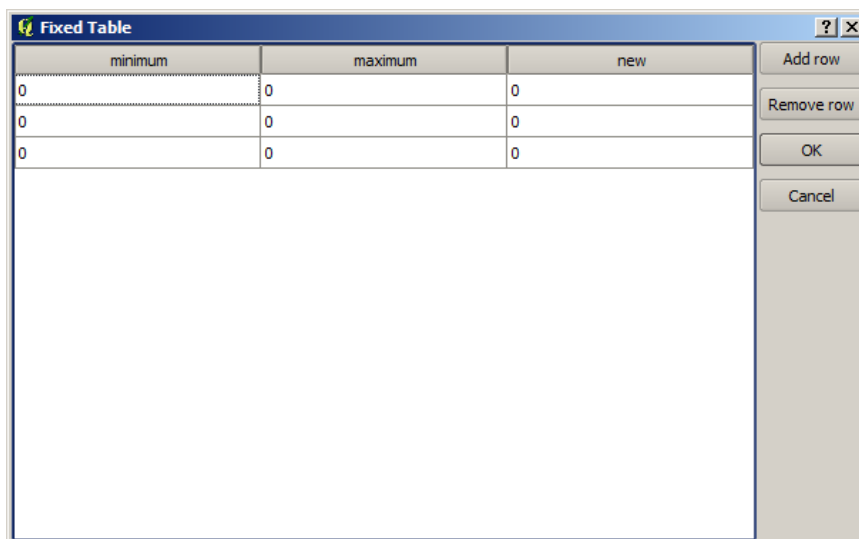 Fixed Table
minimum maximum new Add row
0 0 0
Remove row
0 0 0
0 0 0 OK
Cancel